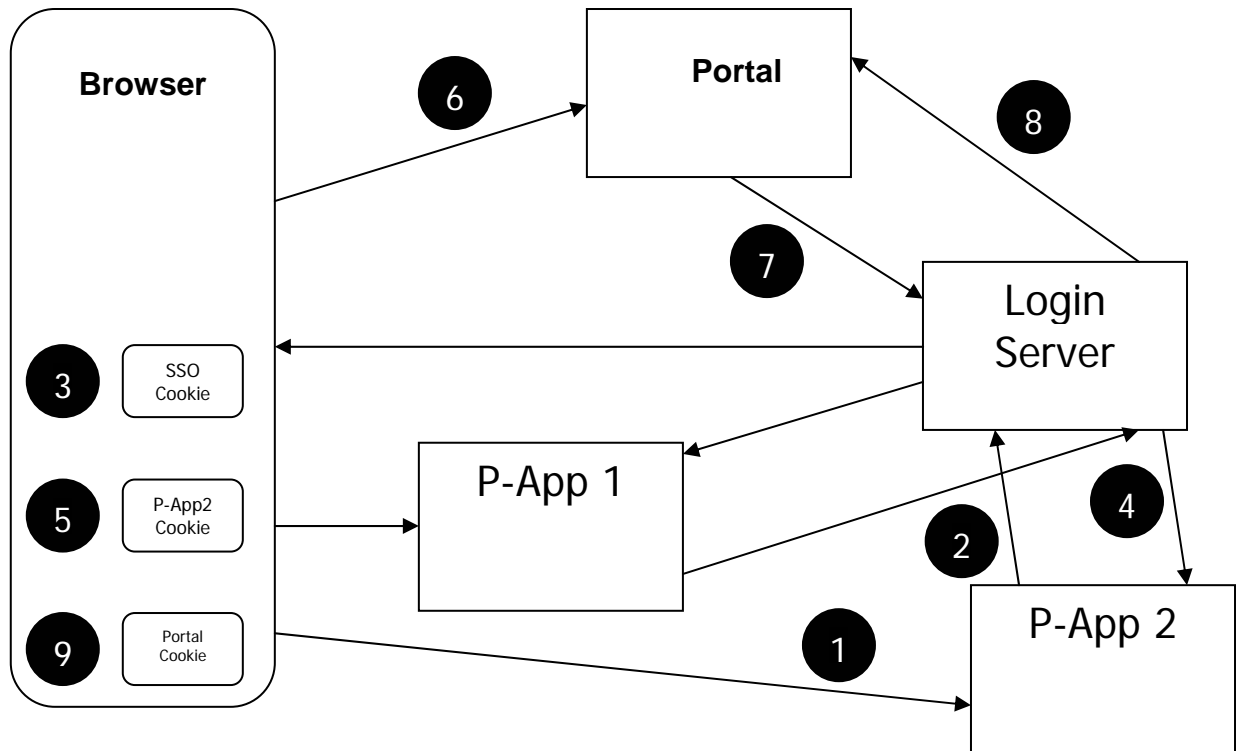 Browser
Portal
6
8
7
Login
Server
3
SSO
Cookie
P-App 1
5
P-App2
Cookie
4
2
9
Portal
Cookie
1
P-App 2